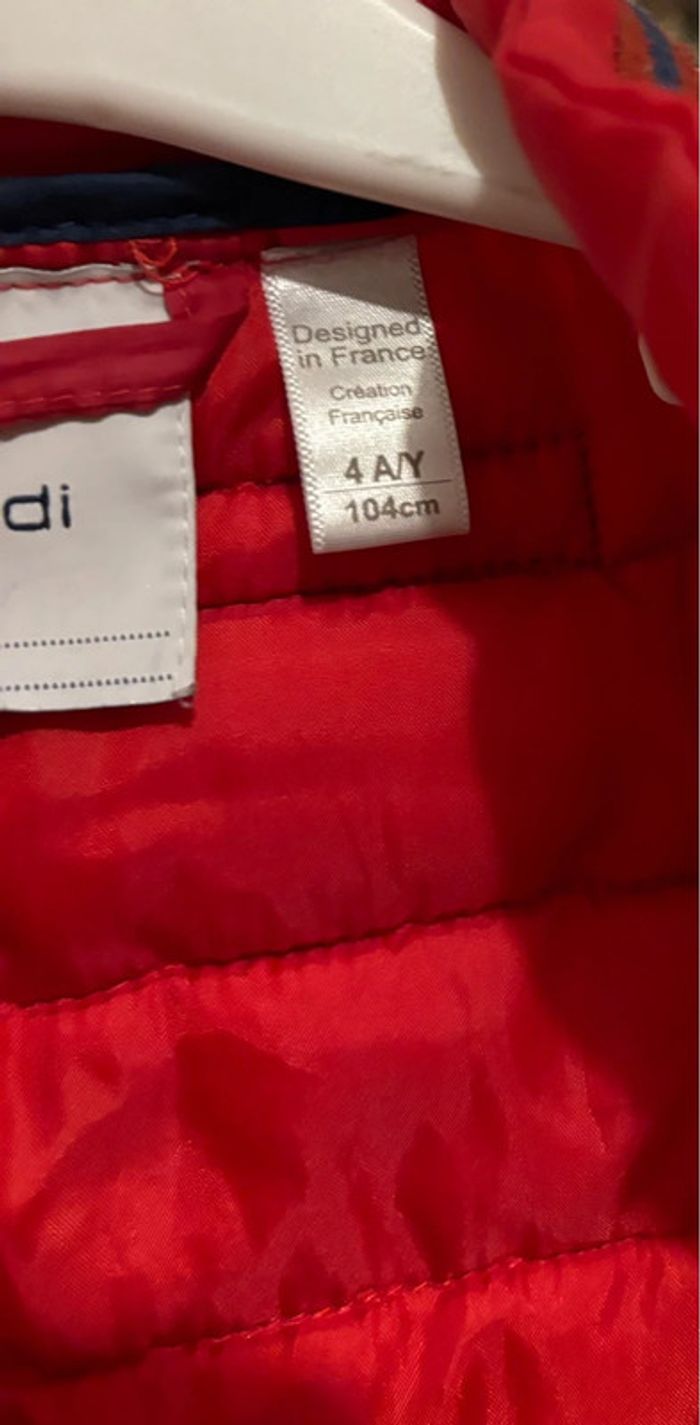 di
Designed
in France
Création
Française
4 A/Y
104cm